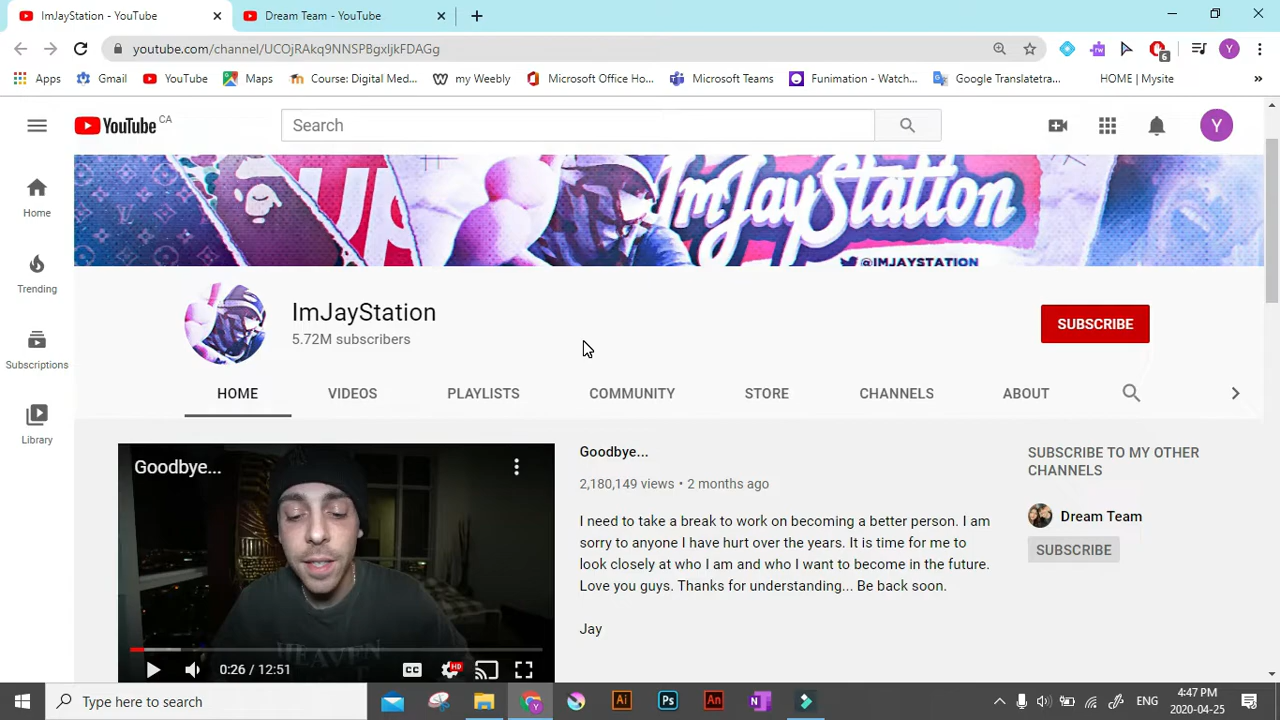 ImJayStation - YouTube
Dream Team - YouTube
youtube.com/channel/UCOjRAkq9NNSPBgxIjkFDAGg
6
Y
Apps
Gmail
YouTube
Maps
Course: Digital Med...
my Weebly
Microsoft Office Ho...
Microsoft Teams
Funimation - Watch...
Google Translatetra...
HOME | Mysite
»
YouTube CA
Search
Y
ImJayStation
@IMJAYSTATION
Home
Trending
Subscriptions
Library
ImJayStation
5.72M subscribers
SUBSCRIBE
HOME
VIDEOS
PLAYLISTS
COMMUNITY
STORE
CHANNELS
ABOUT
Goodbye...
0:26 / 12:51
CC
HD
Goodbye...
2,180,149 views • 2 months ago
I need to take a break to work on becoming a better person. I am
sorry to anyone I have hurt over the years. It is time for me to
look closely at who I am and who I want to become in the future.
Love you guys. Thanks for understanding... Be back soon.
Jay
SUBSCRIBE TO MY OTHER
CHANNELS
Dream Team
SUBSCRIBE
Type here to search
Ai
Ps
An
N
ENG
4:47 PM
2020-04-25